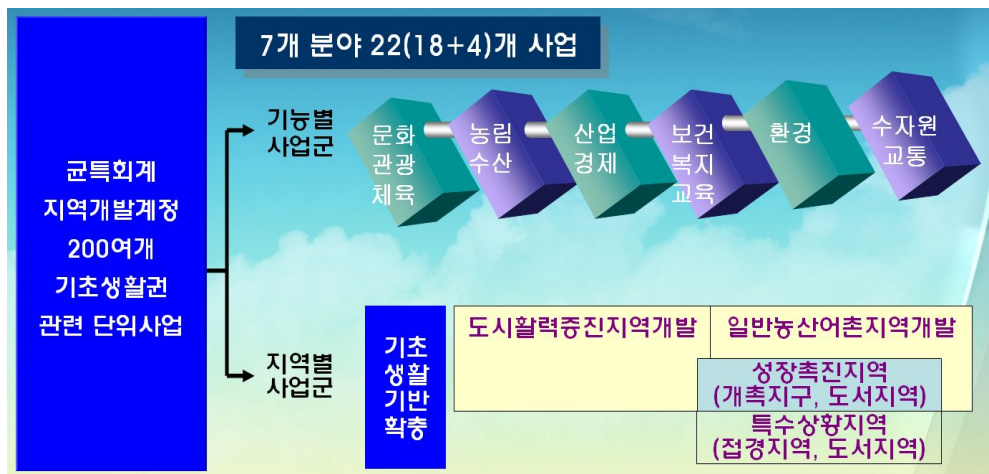 7개 분야 22(18+4)개 사업
균특회계
지역개발계정
200여개
기초생활권
관련 단위사업
기능별
사업군
문화
관광
체육
농림
수산
산업
경제
보건
복지
교육
환경
수자원
교통
지역별
사업군
기초
생활
기반
확충
도시활력증진지역개발
일반농산어촌지역개발
성장촉진지역
(개촉지구, 도서지역)
특수상황지역
(접경지역, 도서지역)